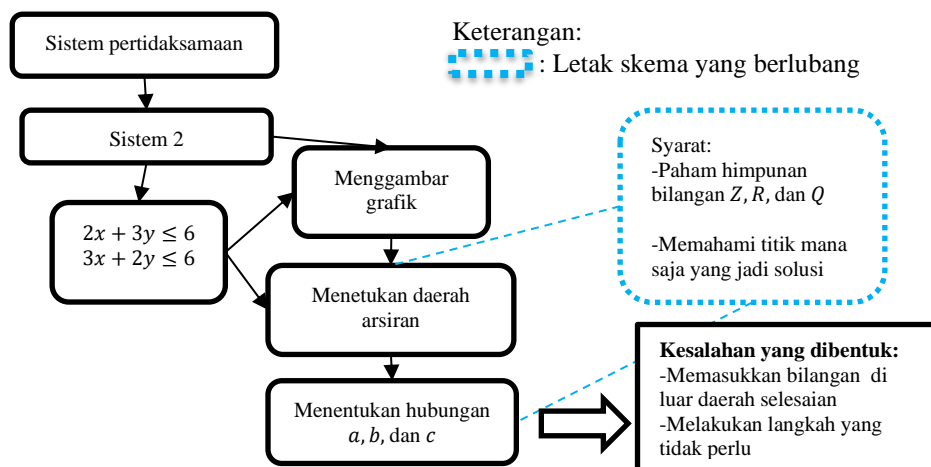 Sistem pertidaksamaan
Keterangan:
: Letak skema yang berlubang
Sistem 2
Menggambar
grafik
2x + 3y ≤ 6
3x + 2y ≤ 6
Syarat:
-Paham himpunan
bilangan Z, R, dan Q
-Memahami titik mana
saja yang jadi solusi
Menetukan daerah
arsiran
Menentukan hubungan
a, b, dan c
Kesalahan yang dibentuk:
-Memasukkan bilangan di
luar daerah selesaian
-Melakukan langkah yang
tidak perlu